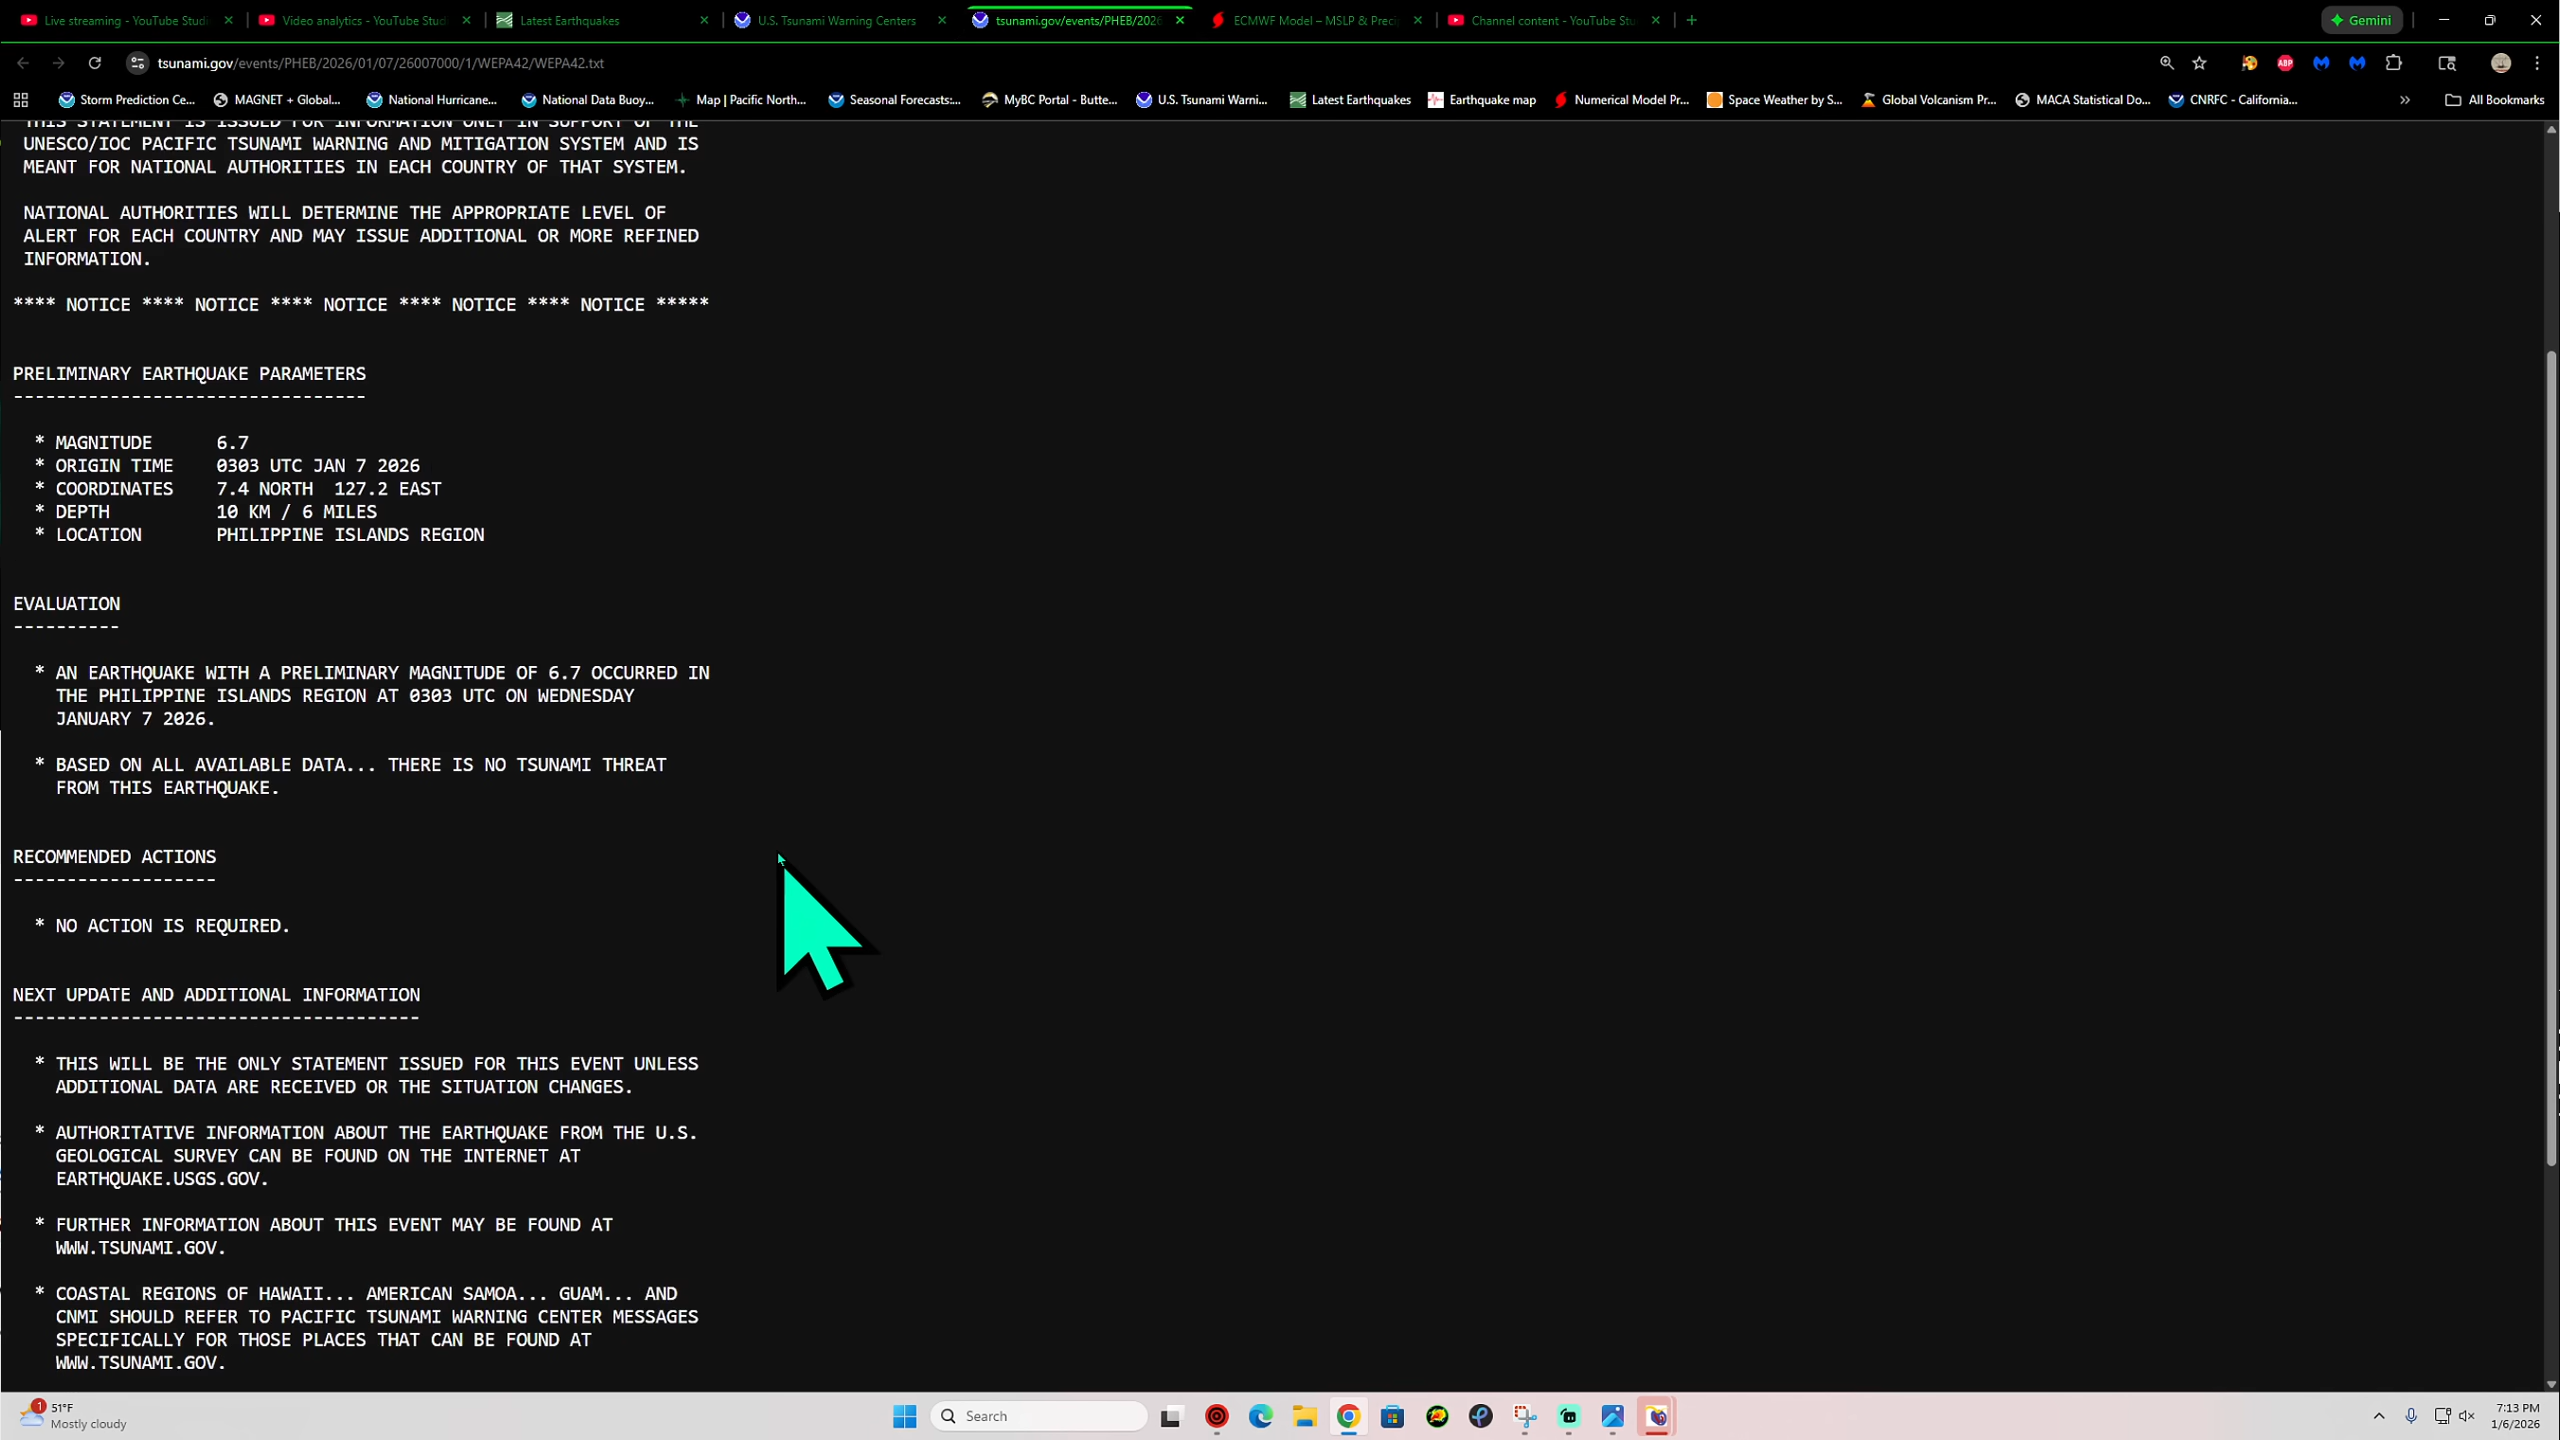 Live streaming - YouTube Studi
Video analytics - YouTube Studi
Latest Earthquakes
U.S. Tsunami Warning Centers
tsunami.gov/events/PHEB/2026
ECMWF Model – MSLP & Preci
Channel content - YouTube Stu
Gemini
tsunami.gov/events/PHEB/2026/01/07/26007000/1/WEPA42/WEPA42.txt
ABP
Storm Prediction Ce...
MAGNET + Global...
National Hurricane...
National Data Buoy...
Map | Pacific North...
Seasonal Forecasts:...
MyBC Portal - Butte...
U.S. Tsunami Warni...
Latest Earthquakes
Earthquake map
Numerical Model Pr...
Space Weather by S...
Global Volcanism Pr...
MACA Statistical Do...
CNRFC - California...
All Bookmarks
THIS STATEMENT IS ISSUED FOR INFORMATION ONLY IN SUPPORT OF THE
UNESCO/IOC PACIFIC TSUNAMI WARNING AND MITIGATION SYSTEM AND IS
MEANT FOR NATIONAL AUTHORITIES IN EACH COUNTRY OF THAT SYSTEM.
NATIONAL AUTHORITIES WILL DETERMINE THE APPROPRIATE LEVEL OF
ALERT FOR EACH COUNTRY AND MAY ISSUE ADDITIONAL OR MORE REFINED
INFORMATION.
**** NOTICE **** NOTICE **** NOTICE **** NOTICE **** NOTICE *****
PRELIMINARY EARTHQUAKE PARAMETERS
---------------------------------
* MAGNITUDE      6.7
* ORIGIN TIME    0303 UTC JAN 7 2026
* COORDINATES    7.4 NORTH  127.2 EAST
* DEPTH          10 KM / 6 MILES
* LOCATION       PHILIPPINE ISLANDS REGION
EVALUATION
----------
* AN EARTHQUAKE WITH A PRELIMINARY MAGNITUDE OF 6.7 OCCURRED IN
THE PHILIPPINE ISLANDS REGION AT 0303 UTC ON WEDNESDAY
JANUARY 7 2026.
* BASED ON ALL AVAILABLE DATA... THERE IS NO TSUNAMI THREAT
FROM THIS EARTHQUAKE.
RECOMMENDED ACTIONS
-------------------
* NO ACTION IS REQUIRED.
NEXT UPDATE AND ADDITIONAL INFORMATION
--------------------------------------
* THIS WILL BE THE ONLY STATEMENT ISSUED FOR THIS EVENT UNLESS
ADDITIONAL DATA ARE RECEIVED OR THE SITUATION CHANGES.
* AUTHORITATIVE INFORMATION ABOUT THE EARTHQUAKE FROM THE U.S.
GEOLOGICAL SURVEY CAN BE FOUND ON THE INTERNET AT
EARTHQUAKE.USGS.GOV.
* FURTHER INFORMATION ABOUT THIS EVENT MAY BE FOUND AT
WWW.TSUNAMI.GOV.
* COASTAL REGIONS OF HAWAII... AMERICAN SAMOA... GUAM... AND
CNMI SHOULD REFER TO PACIFIC TSUNAMI WARNING CENTER MESSAGES
SPECIFICALLY FOR THOSE PLACES THAT CAN BE FOUND AT
WWW.TSUNAMI.GOV.
1
51°F
Mostly cloudy
Search
7:13 PM
1/6/2026